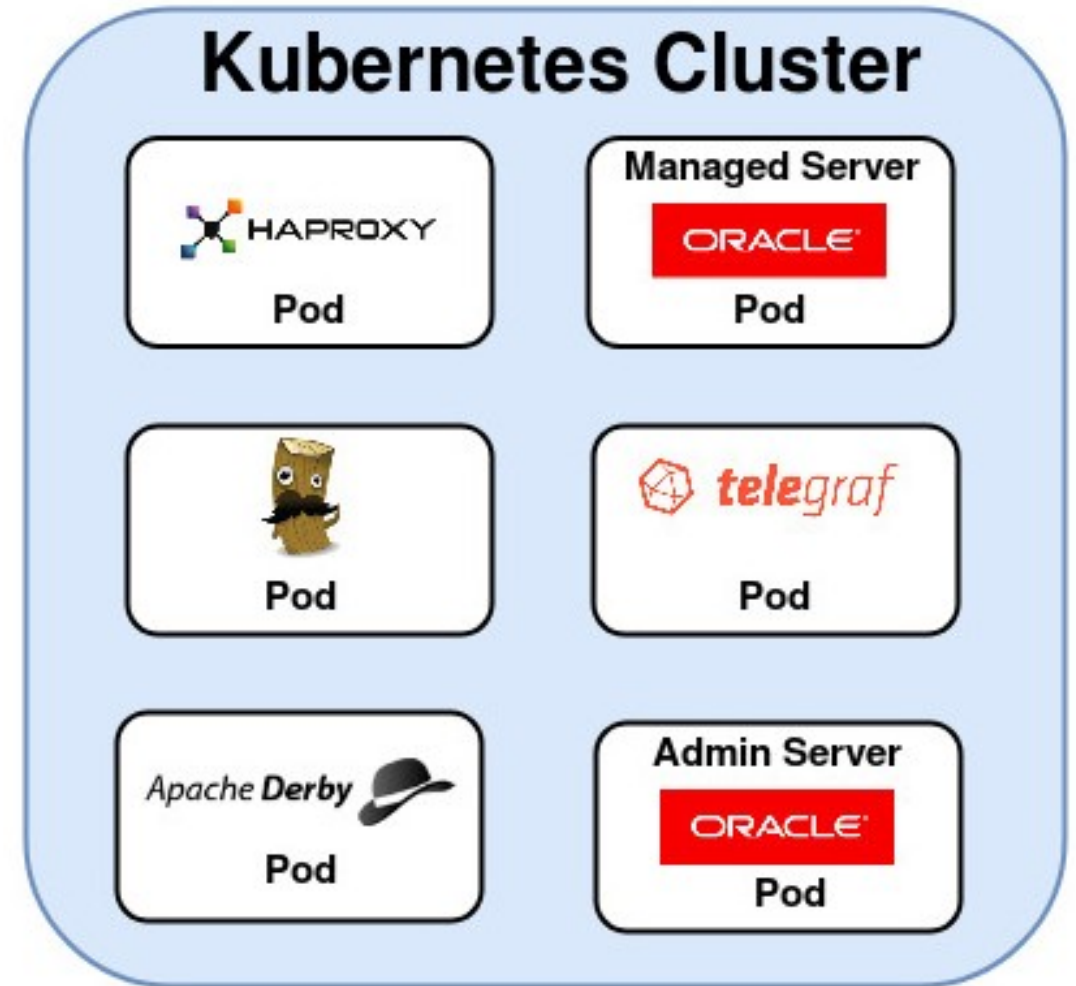 Kubernetes Cluster
HAPROXY
Pod
Managed Server
ORACLE
Pod
Pod
telegraf
Pod
Apache Derby
Pod
Admin Server
ORACLE
Pod